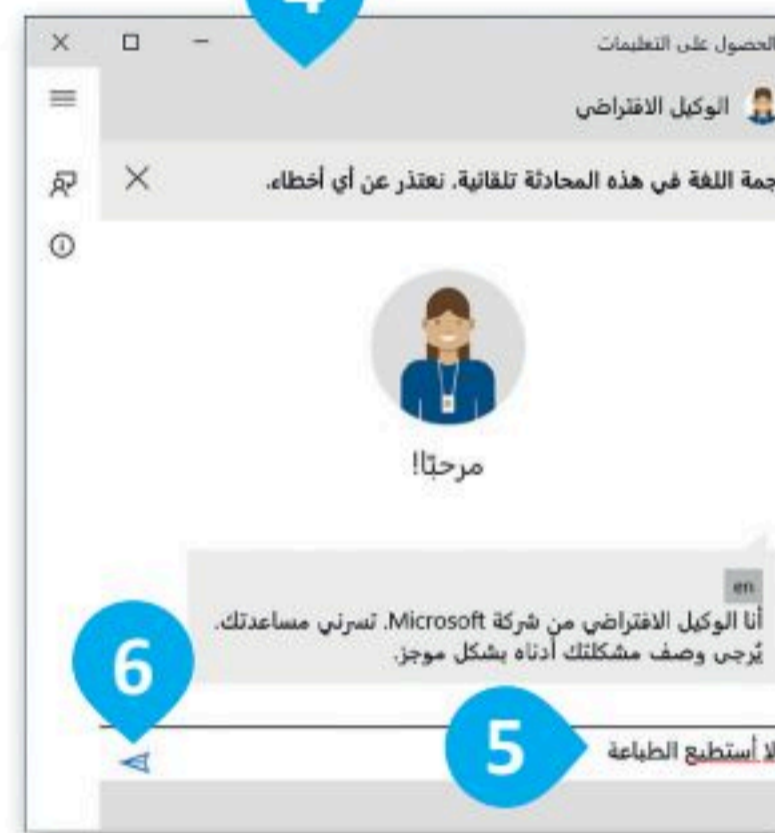 4
الحصول على التعليمات
الوكيل الافتراضي
اللغة في هذه المحادثة تلقائية. نعتذر عن أي أخطاء.
مرحبًا!
en
أنا الوكيل الافتراضي من شركة Microsoft. تسرني مساعدتك.
يُرجى وصف مشكلتك أدناه بشكل موجز.
6
5
لا أستطيع الطباعة